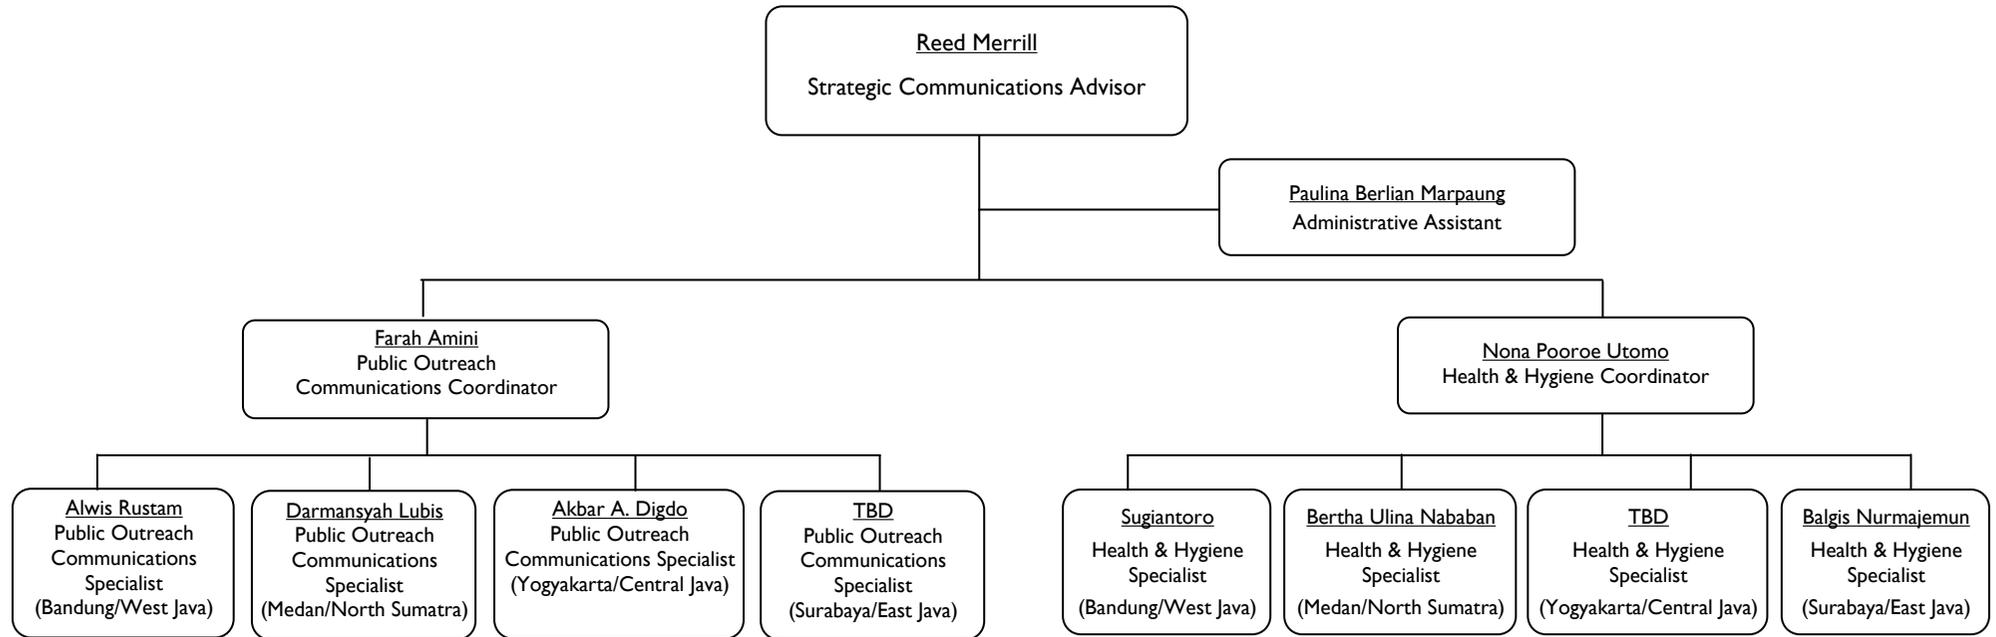 Reed Merrill
Strategic Communications Advisor
Paulina Berlian Marpaung
Administrative Assistant
Farah Amini
Public Outreach
Communications Coordinator
Nona Pooroe Utomo
Health & Hygiene Coordinator
Alwis Rustam
Public Outreach
Communications
Specialist
(Bandung/West Java)
Darmansyah Lubis
Public Outreach
Communications
Specialist
(Medan/North Sumatra)
Akbar A. Digdo
Public Outreach
Communications Specialist
(Yogyakarta/Central Java)
TBD
Public Outreach
Communications
Specialist
(Surabaya/East Java)
Sugiantoro
Health & Hygiene
Specialist
(Bandung/West Java)
Bertha Ulina Nababan
Health & Hygiene
Specialist
(Medan/North Sumatra)
TBD
Health & Hygiene
Specialist
(Yogyakarta/Central Java)
Balgis Nurmajemun
Health & Hygiene
Specialist
(Surabaya/East Java)